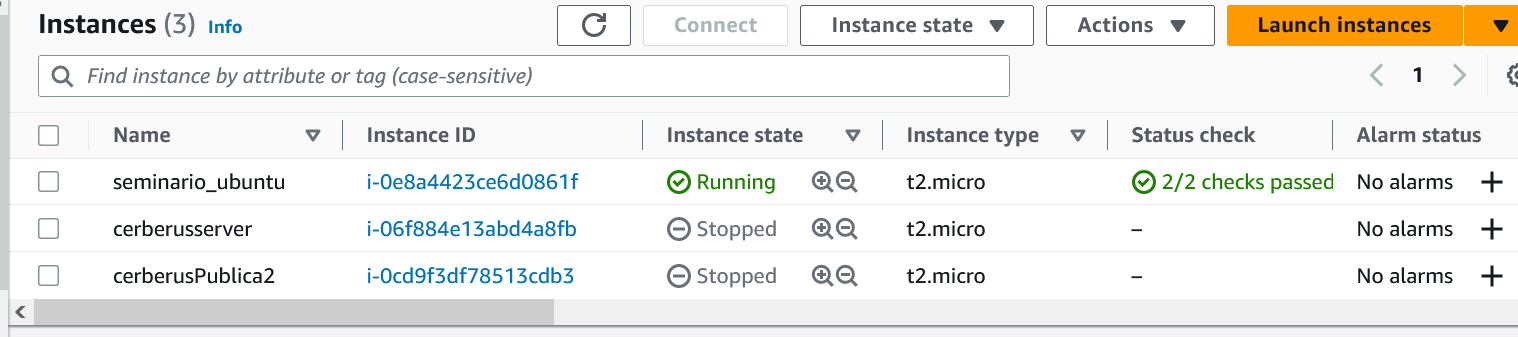 Instances (3) Info Connect Instance state Actions Launch instances
Find instance by attribute or tag (case-sensitive) 1
Name Instance ID Instance state Instance type Status check Alarm status
seminario_ubuntu i-0e8a4423ce6d0861f Running t2.micro 2/2 checks passed No alarms
cerberusserver i-06f884e13abd4a8fb Stopped t2.micro – No alarms
cerberusPublica2 i-0cd9f3df78513cdb3 Stopped t2.micro – No alarms